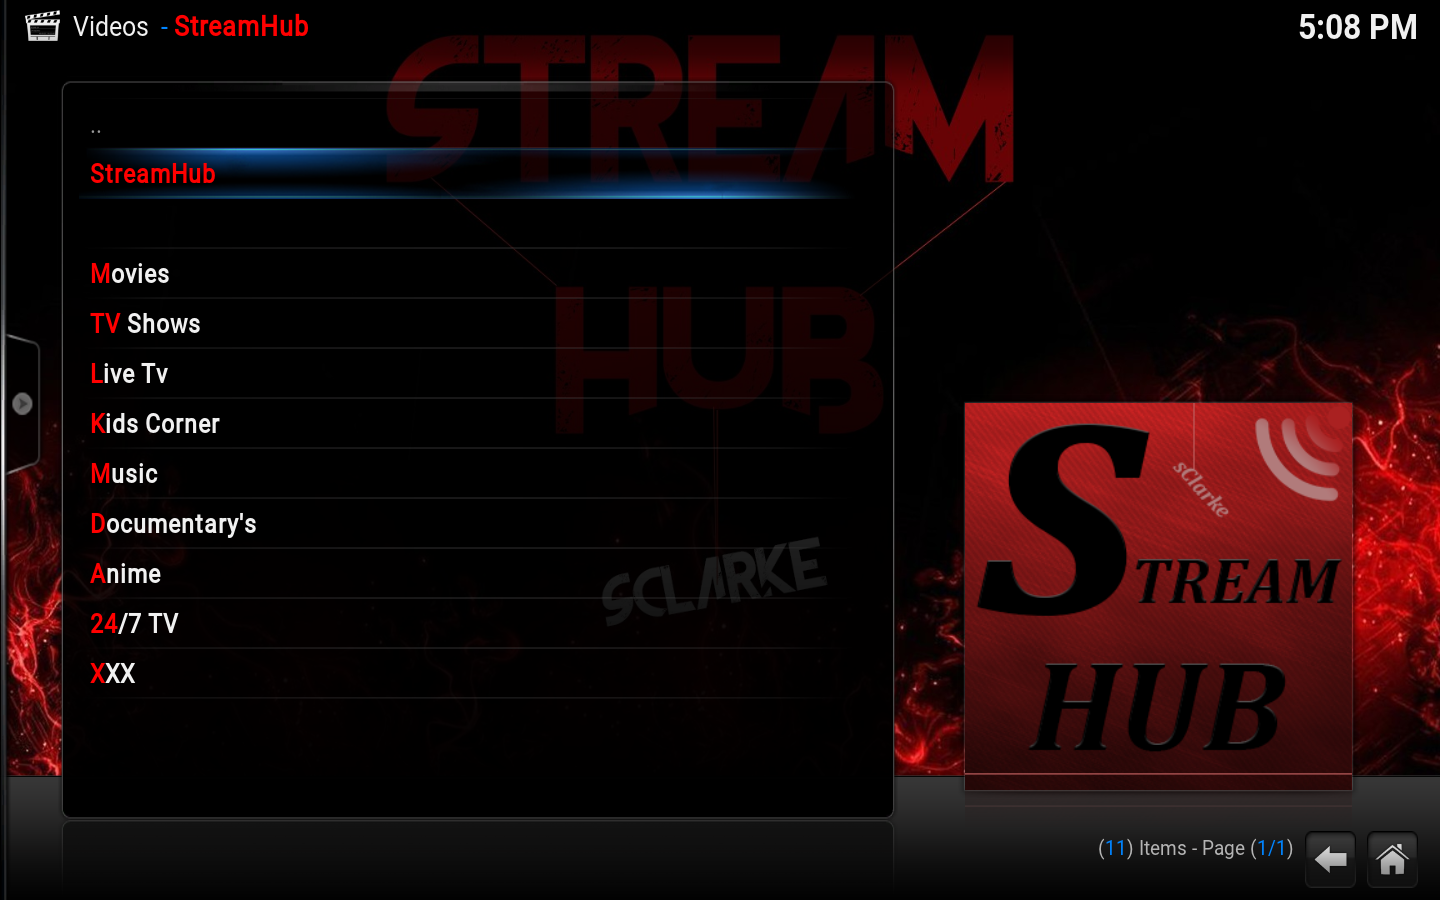 Videos - StreamHub
5:08 PM
STREAM
HUB
SCLARKE
..
StreamHub
Movies
TV Shows
Live Tv
Kids Corner
Music
Documentary's
Anime
24/7 TV
XXX
sClarke
STREAM
HUB
(11) Items - Page (1/1)